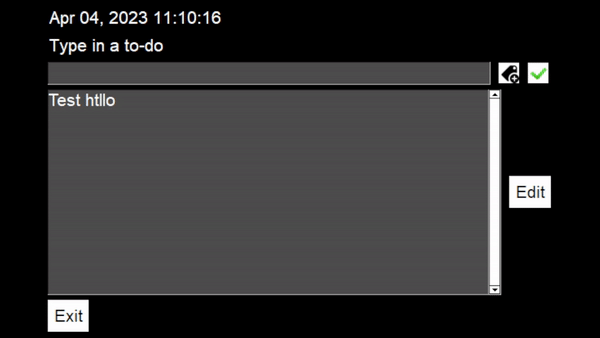 Apr 04, 2023 11:10:16
Type in a to-do
Test htllo
Edit
Exit